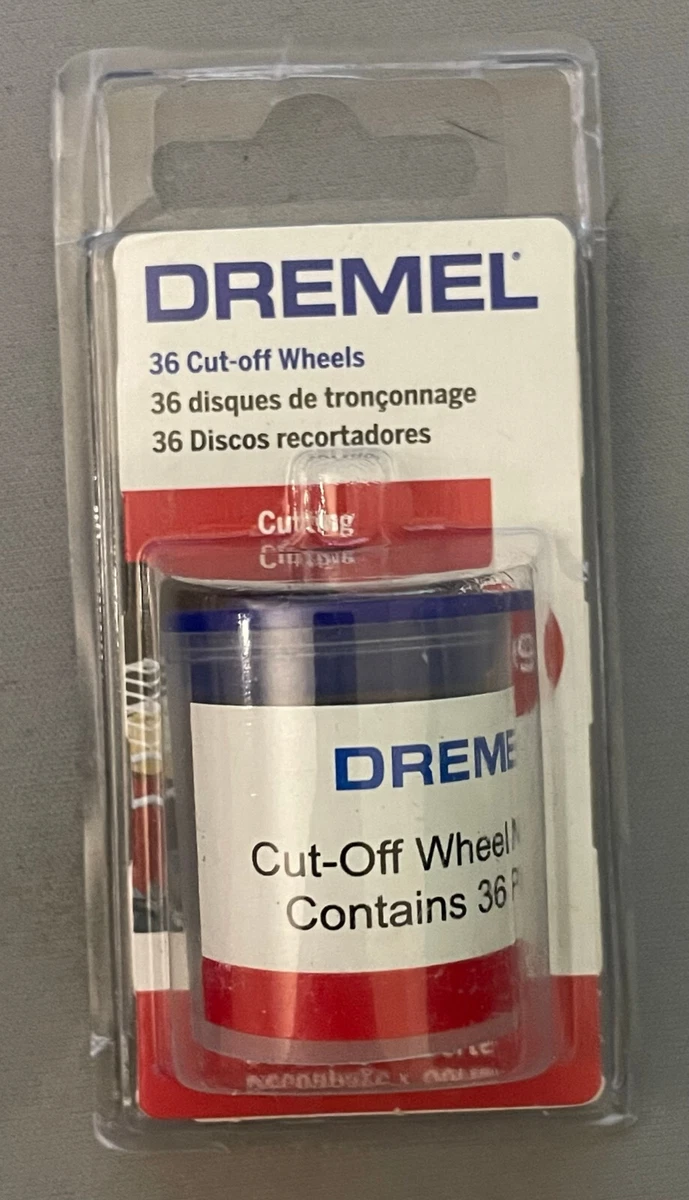 DREMEL®
36 Cut-off Wheels
36 disques de tronçonnage
36 Discos recortadores
Cutting
DREME
Cut-Off Wheel
Contains 36